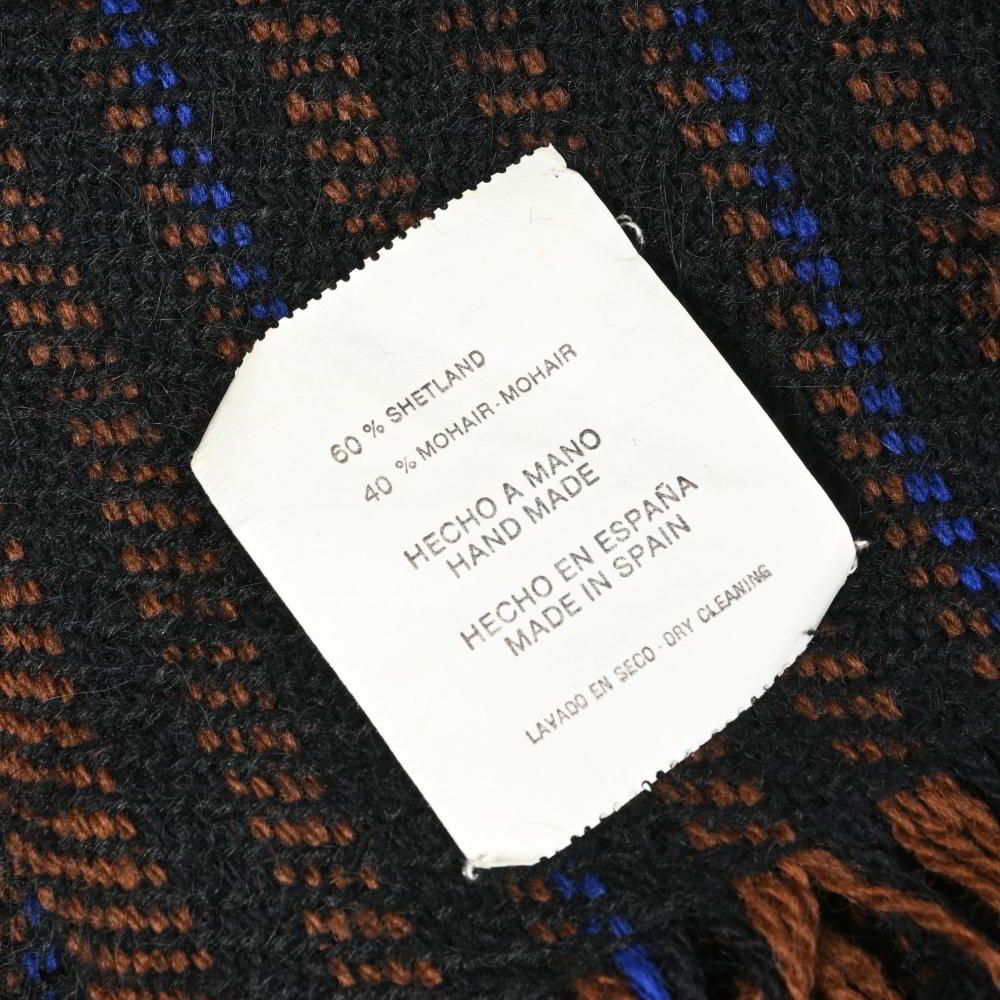 60 % SHETLAND
40 % MOHAIR-MOHAIR
HECHO A MANO
HAND MADE
HECHO EN ESPAÑA
MADE IN SPAIN
LAVADO EN SECO - DRY CLEANING